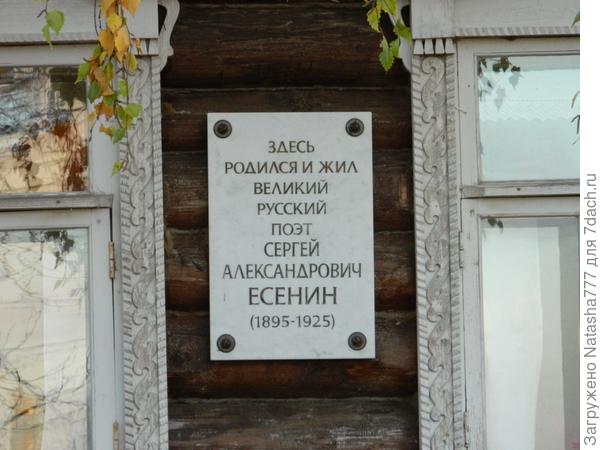 ЗДЕСЬ
РОДИЛСЯ И ЖИЛ
ВЕЛИКИЙ
РУССКИЙ
ПОЭТ
СЕРГЕЙ
АЛЕКСАНДРОВИЧ
ЕСЕНИН
(1895-1925)
Загружено Natasha777 для 7dach.ru